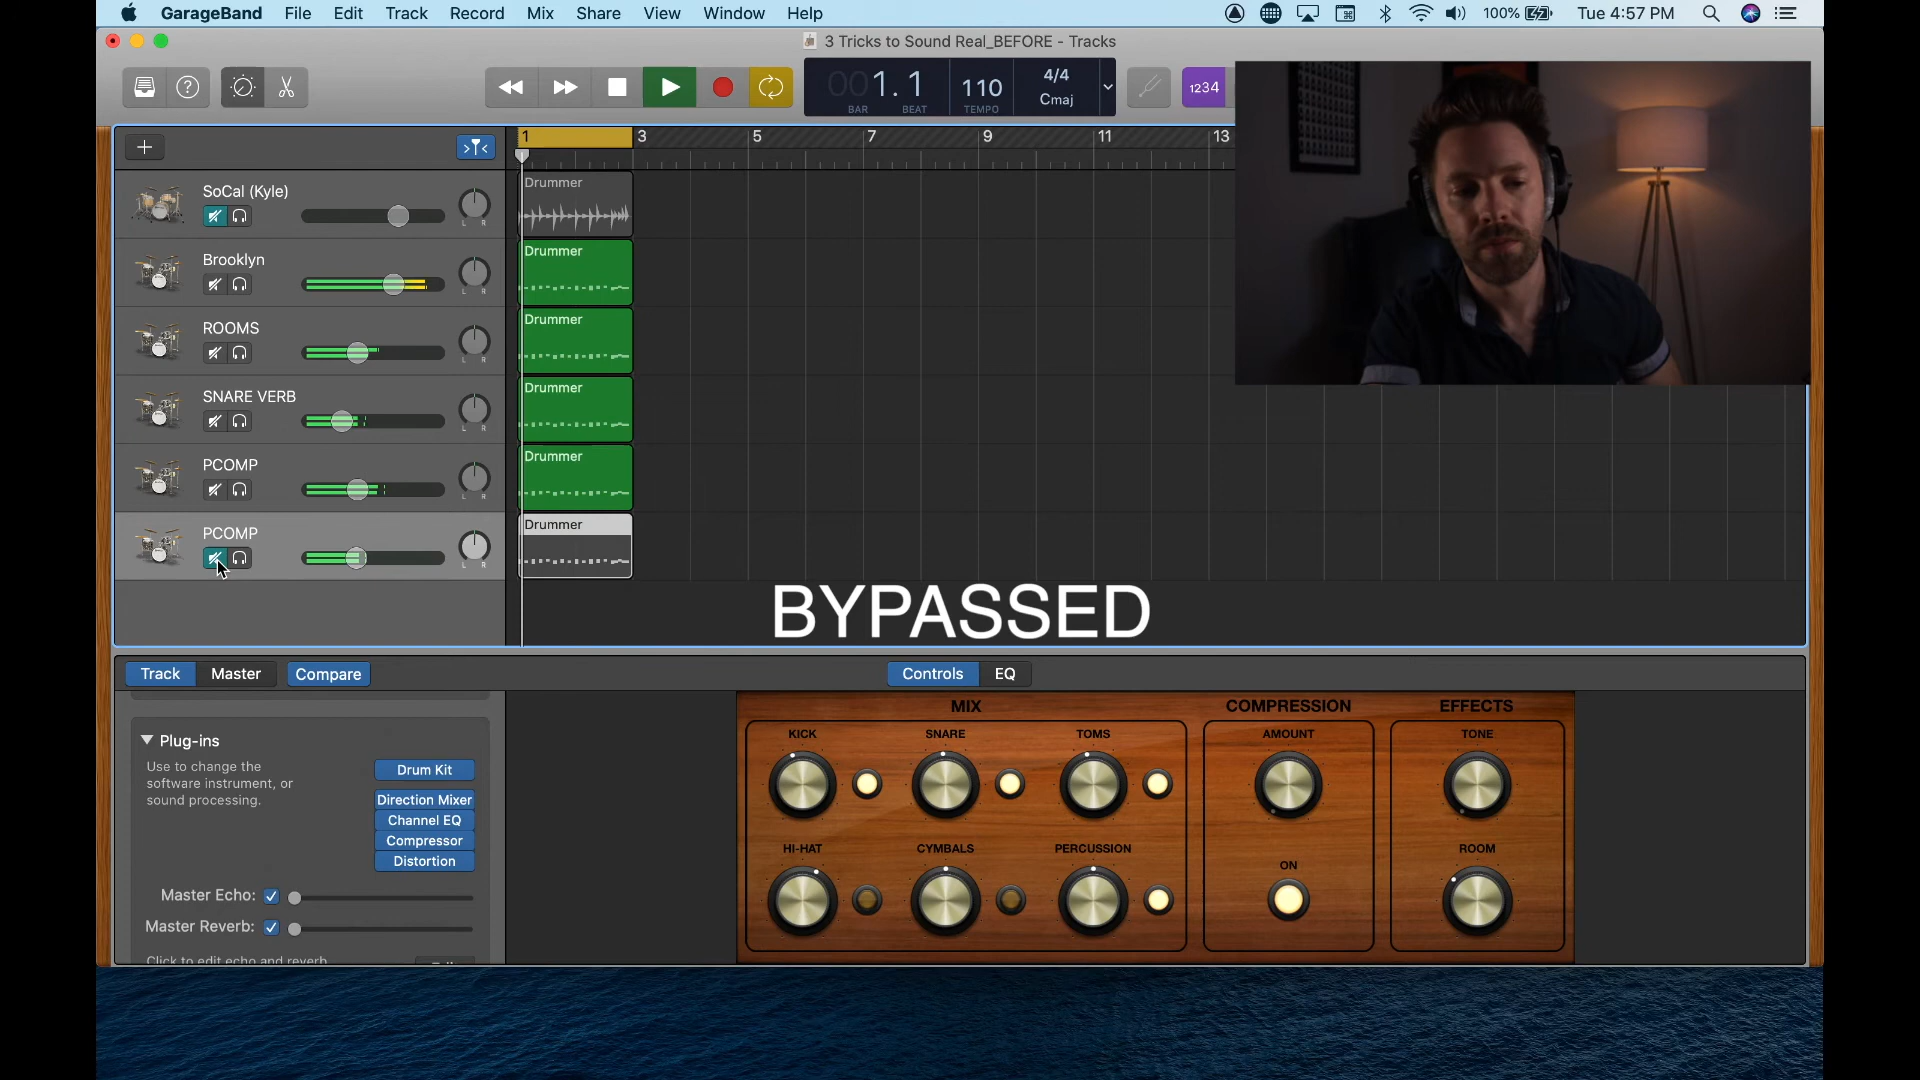 GarageBand File Edit Track Record Mix Share View Window Help 100% Tue 4:57 PM
3 Tricks to Sound Real_BEFORE - Tracks
001.1 110 4/4
Cmaj
BAR BEAT TEMPO
1234
1 3 5 7 9 11 13
SoCal (Kyle)
L R
Drummer
Brooklyn
L R
Drummer
ROOMS
L R
Drummer
SNARE VERB
L R
Drummer
PCOMP
L R
Drummer
PCOMP
L R
Drummer
BYPASSED
Track Master Compare Controls EQ
Plug-ins
Use to change the
software instrument, or
sound processing.
Drum Kit
Direction Mixer
Channel EQ
Compressor
Distortion
Master Echo:
Master Reverb:
Click to edit echo and reverb
MIX COMPRESSION EFFECTS
KICK SNARE TOMS AMOUNT TONE
HI-HAT CYMBALS PERCUSSION ON ROOM